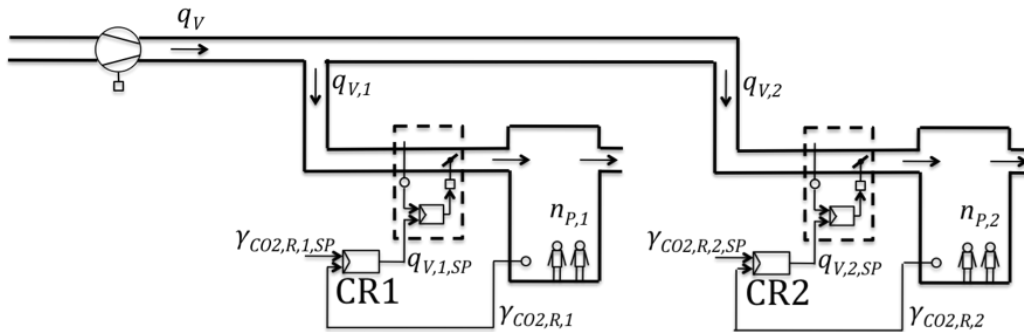 q_V
q_{V,1}
q_{V,2}
n_{P,1}
n_{P,2}
γ_{CO2,R,1,SP}
q_{V,1,SP}
γ_{CO2,R,2,SP}
q_{V,2,SP}
CR1
CR2
γ_{CO2,R,1}
γ_{CO2,R,2}